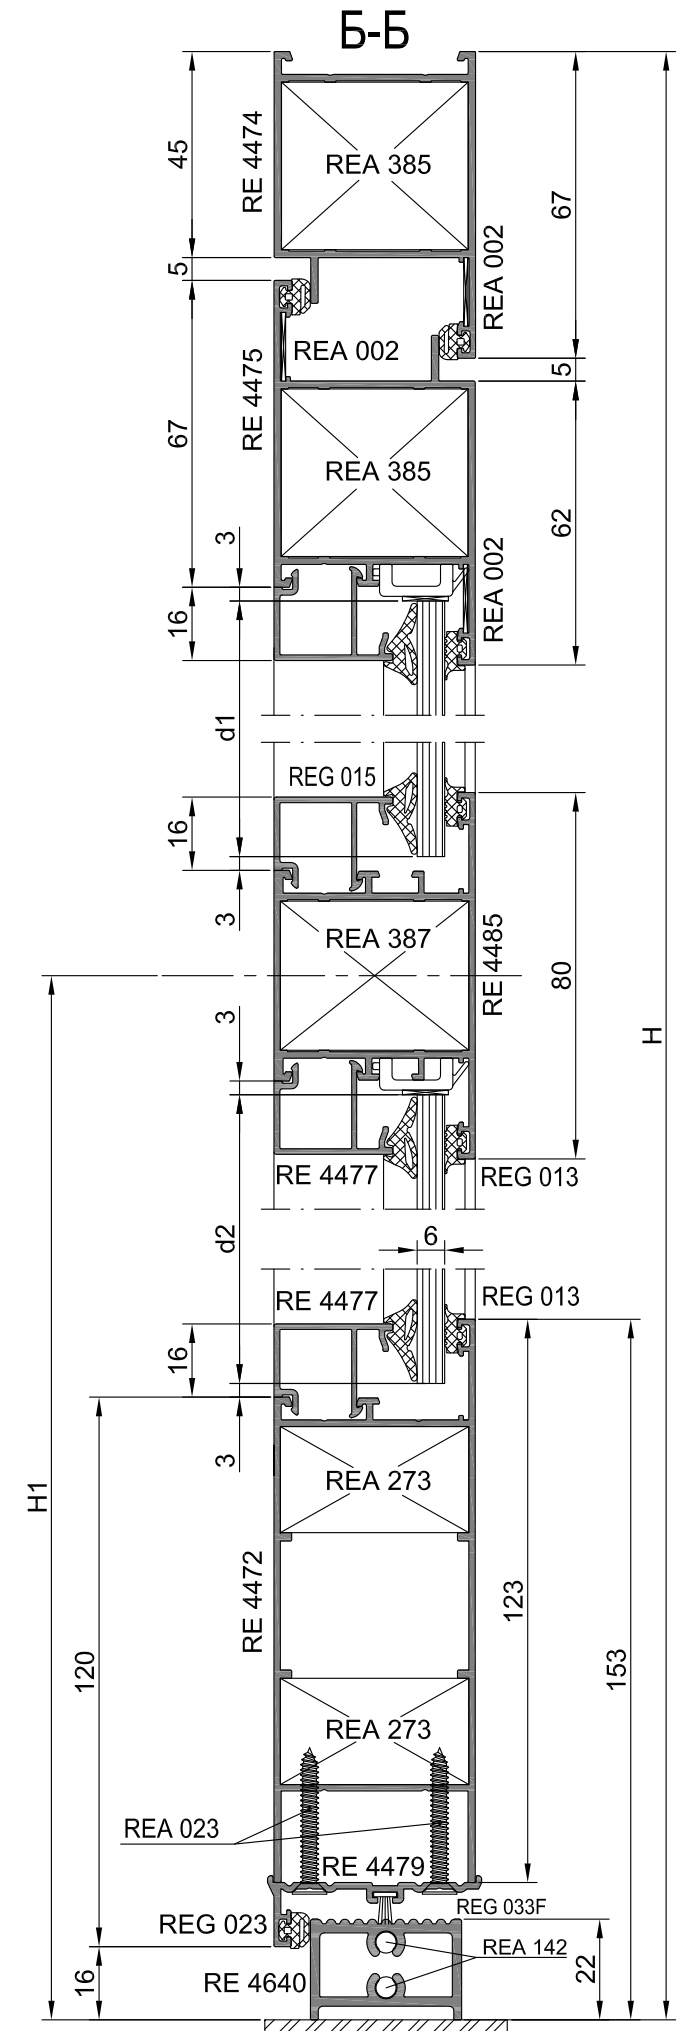 Б-Б
45
RE 4474
REA 385
67
5
REA 002
REA 002
5
RE 4475
67
REA 385
62
3
REA 002
16
d1
REG 015
16
3
REA 387
RE 4485
80
H
3
RE 4477
REG 013
d2
6
RE 4477
REG 013
16
3
REA 273
H1
RE 4472
123
120
153
REA 273
REA 023
RE 4479
REG 033F
REG 023
REA 142
16
RE 4640
22